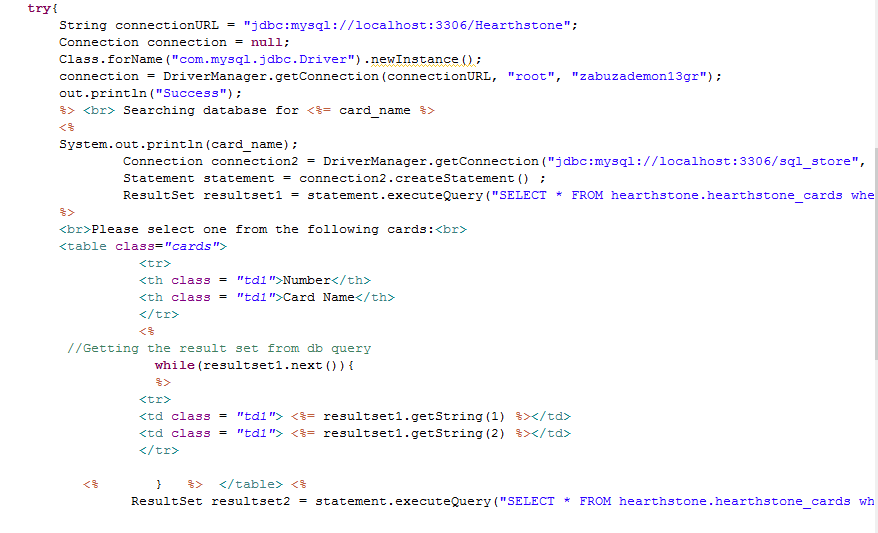 try{
String connectionURL = "jdbc:mysql://localhost:3306/Hearthstone";
Connection connection = null;
Class.forName("com.mysql.jdbc.Driver").newInstance();
connection = DriverManager.getConnection(connectionURL, "root", "zabuzademon13gr");
out.println("Success");
%> <br> Searching database for <%= card_name %>
<%
System.out.println(card_name);
Connection connection2 = DriverManager.getConnection("jdbc:mysql://localhost:3306/sql_store",
Statement statement = connection2.createStatement() ;
ResultSet resultset1 = statement.executeQuery("SELECT * FROM hearthstone.hearthstone_cards whe
%>
<br>Please select one from the following cards:<br>
<table class="cards">
<tr>
<th class = "td1">Number</th>
<th class = "td1">Card Name</th>
</tr>
<%
//Getting the result set from db query
while(resultset1.next()){
%>
<tr>
<td class = "td1"> <%= resultset1.getString(1) %></td>
<td class = "td1"> <%= resultset1.getString(2) %></td>
</tr>
<% } %> </table> <%
ResultSet resultset2 = statement.executeQuery("SELECT * FROM hearthstone.hearthstone_cards wh